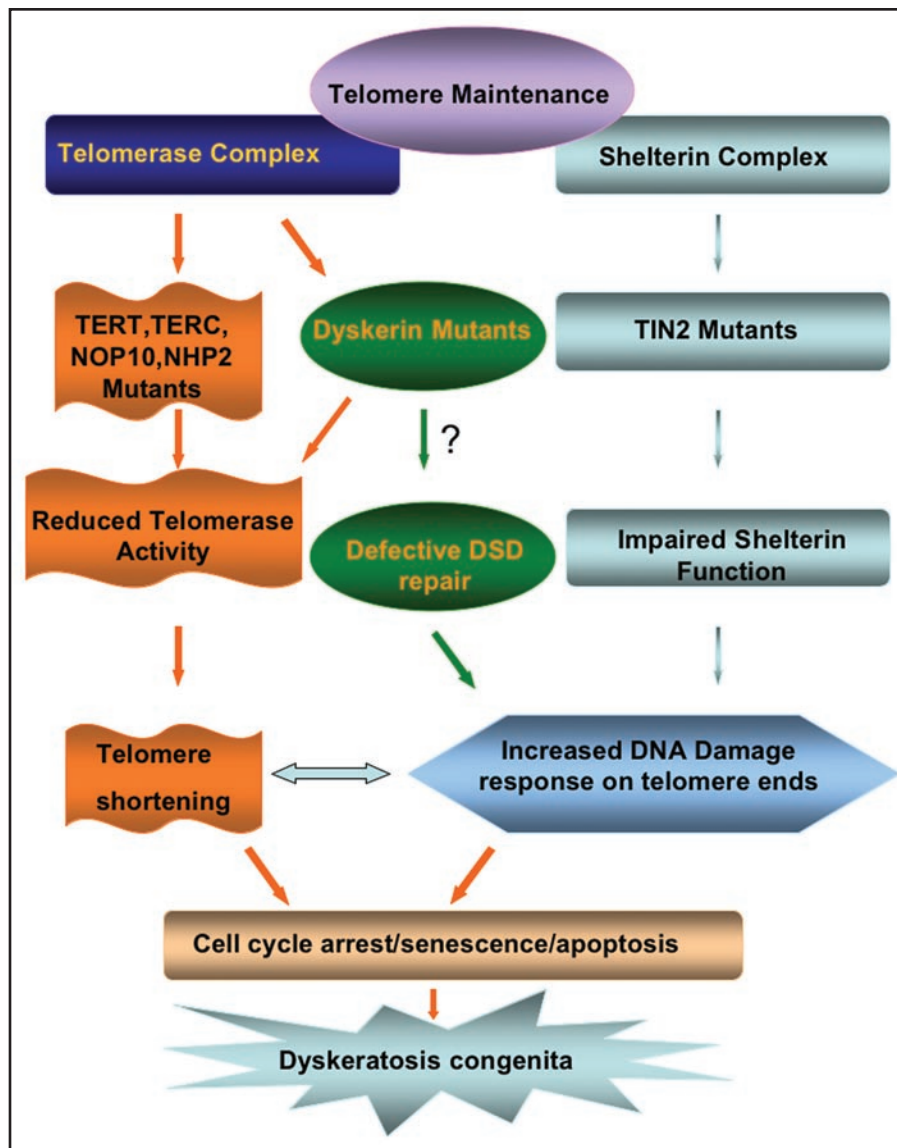 Telomere Maintenance
Telomerase Complex
Shelterin Complex
TERT,TERC,
NOP10,NHP2
Mutants
Dyskerin Mutants
TIN2 Mutants
?
Reduced Telomerase
Activity
Defective DSD
repair
Impaired Shelterin
Function
Telomere
shortening
Increased DNA Damage
response on telomere ends
Cell cycle arrest/senescence/apoptosis
Dyskeratosis congenita